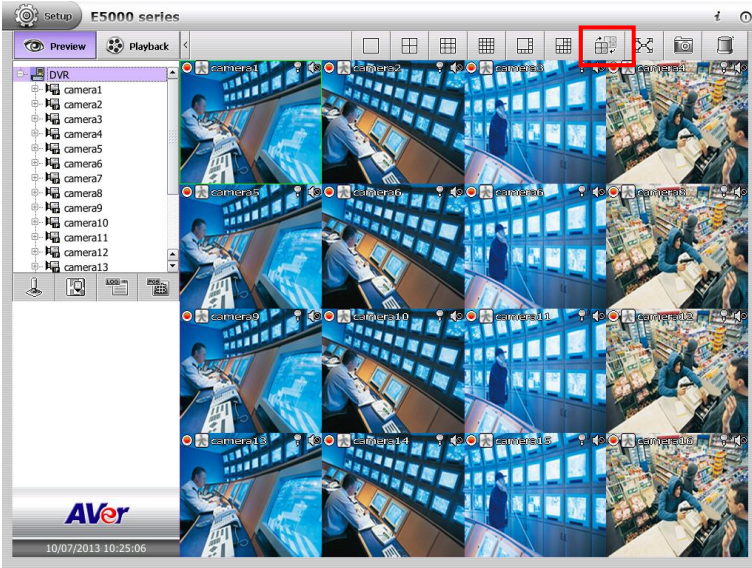 Setup E5000 series i
Preview Playback <
DVR
camera1
camera2
camera3
camera4
camera5
camera6
camera7
camera8
camera9
camera10
camera11
camera12
camera13
LOG POS
AVer
10/07/2013 10:25:06
camera1 camera2 camera3 camera4
camera5 camera6 camera6 camera8
camera9 camera10 camera11 camera12
camera13 camera14 camera15 camera16